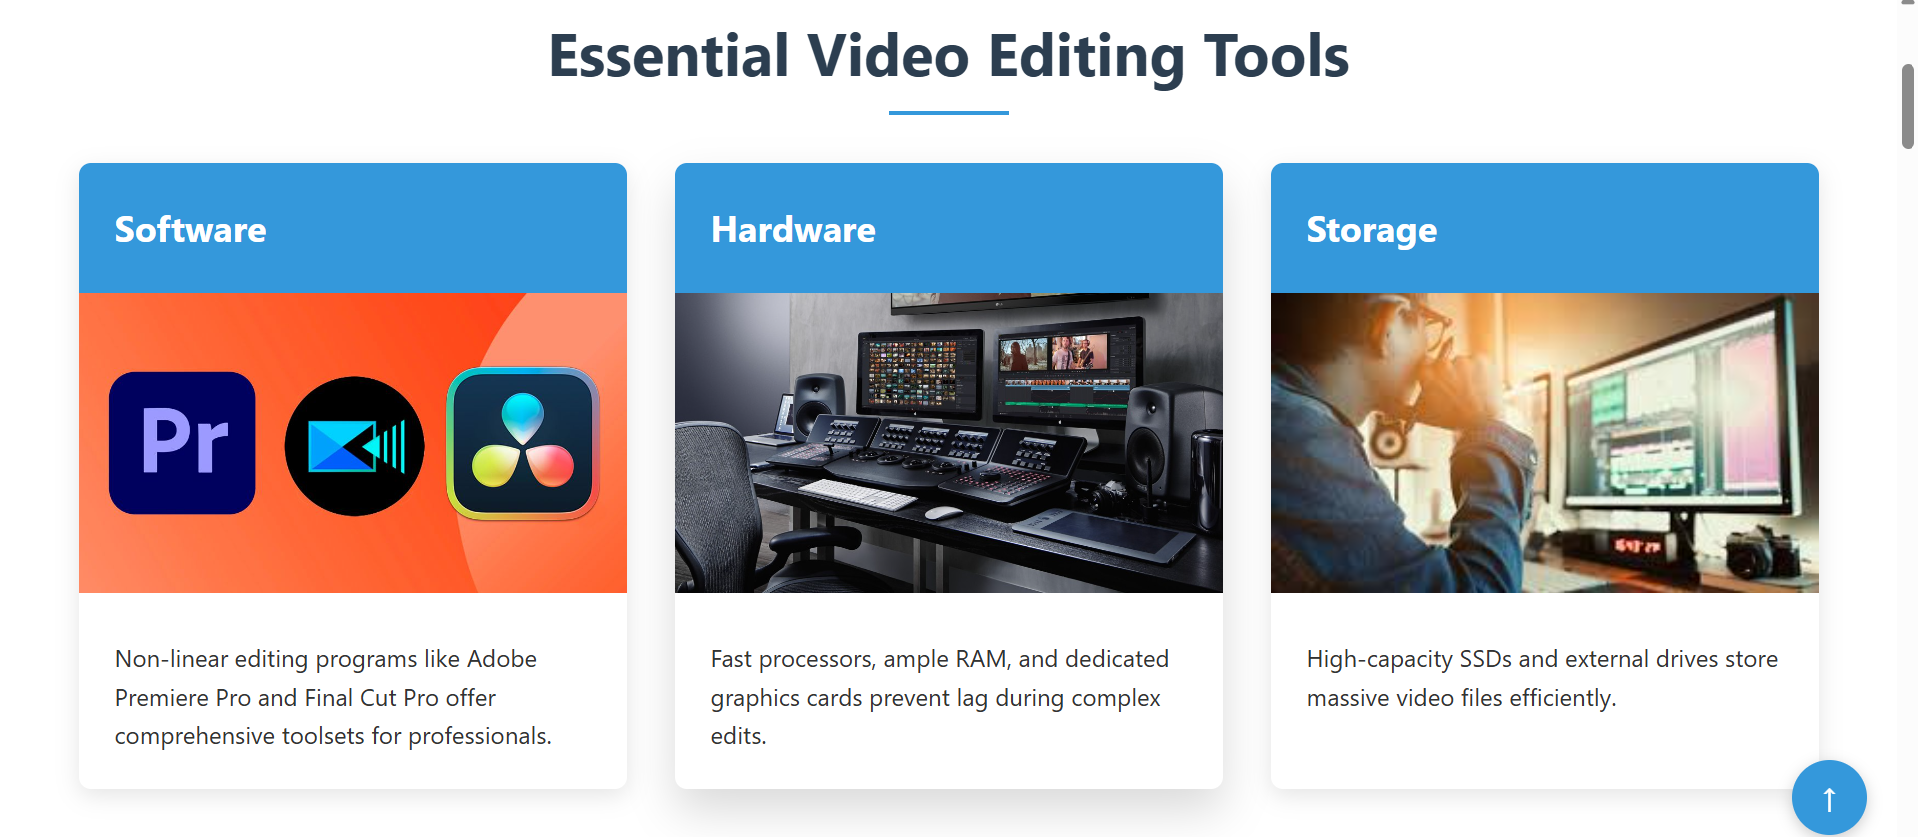 Essential Video Editing Tools
Software
Pr
Non-linear editing programs like Adobe
Premiere Pro and Final Cut Pro offer
comprehensive toolsets for professionals.
Hardware
Fast processors, ample RAM, and dedicated
graphics cards prevent lag during complex
edits.
Storage
High-capacity SSDs and external drives store
massive video files efficiently.
↑